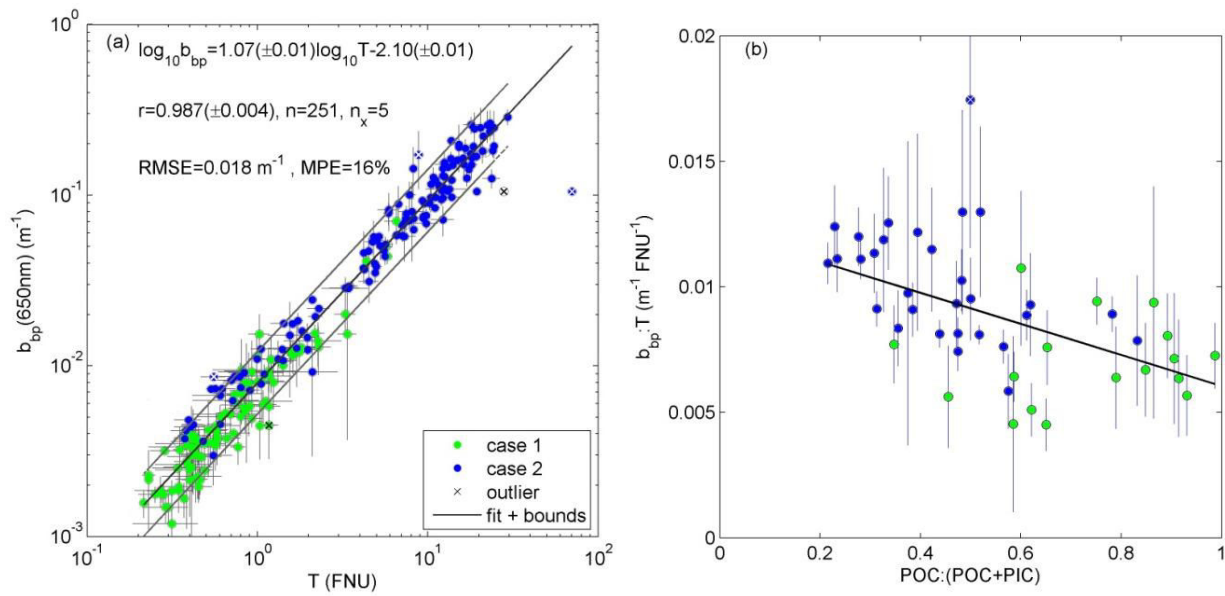 (a)
log10bbp=1.07(±0.01)log10T-2.10(±0.01)
r=0.987(±0.004), n=251, nx=5
RMSE=0.018 m-1 , MPE=16%
10^0
10^-1
10^-2
10^-3
bbp(650nm) (m-1)
case 1
case 2
outlier
fit + bounds
10^-1
10^0
10^1
10^2
T (FNU)
(b)
0.02
0.015
0.01
0.005
0
bbp:T (m-1 FNU-1)
0
0.2
0.4
0.6
0.8
1
POC:(POC+PIC)